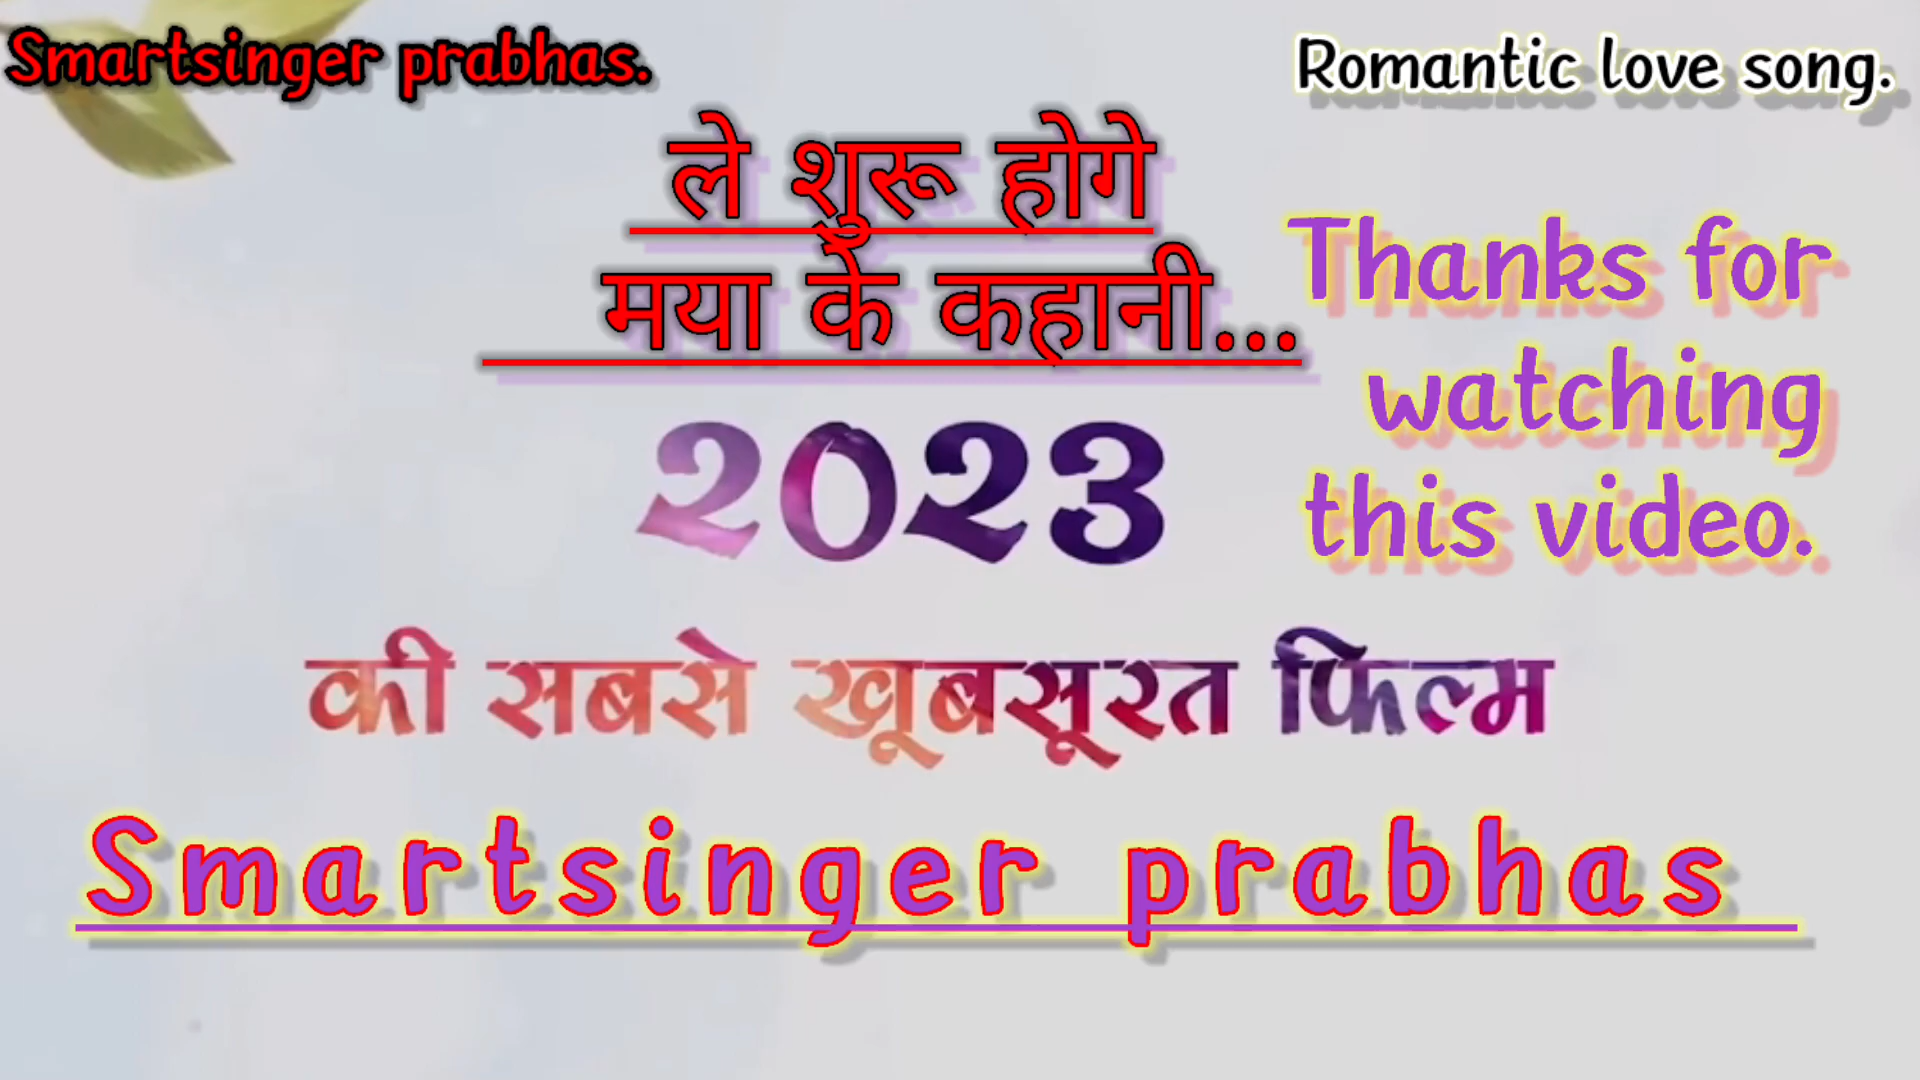 Smartsinger prabhas.
Romantic love song.
ले शुरू होगे
मया के कहानी...
Thanks for
watching
this video.
2023
की सबसे खूबसूरत फिल्म
Smartsinger prabhas